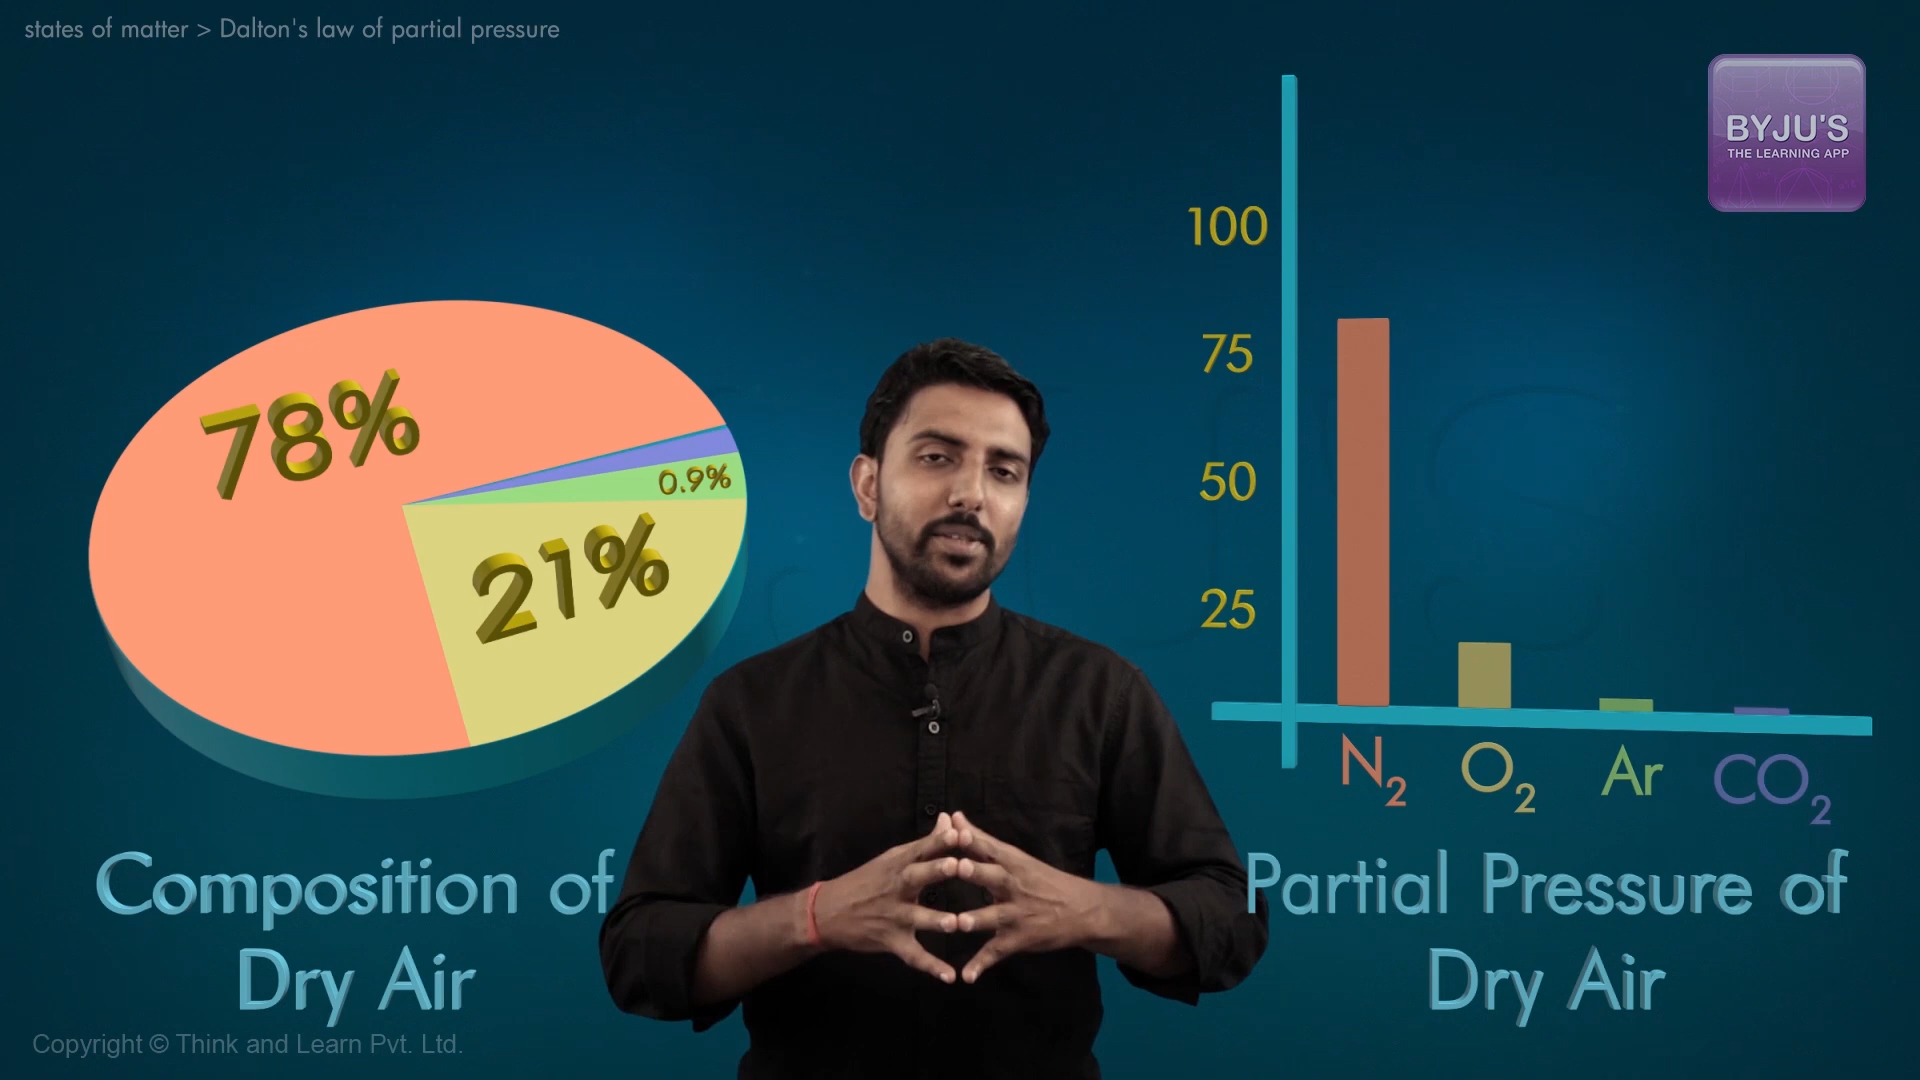 states of matter > Dalton's law of partial pressure
BYJU'S
THE LEARNING APP
78%
0.9%
21%
100
75
50
25
N₂
O₂
Ar
CO₂
Composition of
Dry Air
Partial Pressure of
Dry Air
Copyright © Think and Learn Pvt. Ltd.